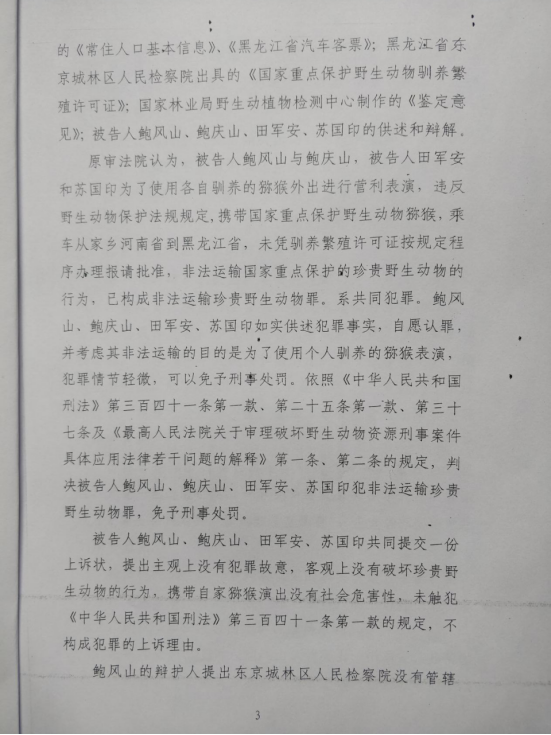 的《常住人口基本信息》、《黑龙江省汽车客票》；黑龙江省东
京城林区人民检察院出具的《国家重点保护野生动物驯养繁
殖许可证》；国家林业局野生动植物检测中心制作的《鉴定意
见》；被告人鲍风山、鲍庆山、田军安、苏国印的供述和辩解。
原审法院认为，被告人鲍风山与鲍庆山，被告人田军安
和苏国印为了使用各自驯养的猕猴外出进行营利表演，违反
野生动物保护法规规定，携带国家重点保护野生动物猕猴，乘
车从家乡河南省到黑龙江省，未凭驯养繁殖许可证按规定程
序办理报请批准，非法运输国家重点保护的珍贵野生动物的
行为，已构成非法运输珍贵野生动物罪。系共同犯罪。鲍风
山、鲍庆山、田军安、苏国印如实供述犯罪事实，自愿认罪，
并考虑其非法运输的目的是为了使用个人驯养的猕猴表演，
犯罪情节轻微，可以免予刑事处罚。依照《中华人民共和国
刑法》第三百四十一条第一款、第二十五条第一款、第三十
七条及《最高人民法院关于审理破坏野生动物资源刑事案件
具体应用法律若干问题的解释》第一条、第二条的规定，判
决被告人鲍风山、鲍庆山、田军安、苏国印犯非法运输珍贵
野生动物罪，免予刑事处罚。
被告人鲍风山、鲍庆山、田军安、苏国印共同提交一份
上诉状，提出主观上没有犯罪故意，客观上没有破坏珍贵野
生动物的行为，携带自家猕猴演出没有社会危害性，未触犯
《中华人民共和国刑法》第三百四十一条第一款的规定，不
构成犯罪的上诉理由。
鲍风山的辩护人提出东京城林区人民检察院没有管辖
3